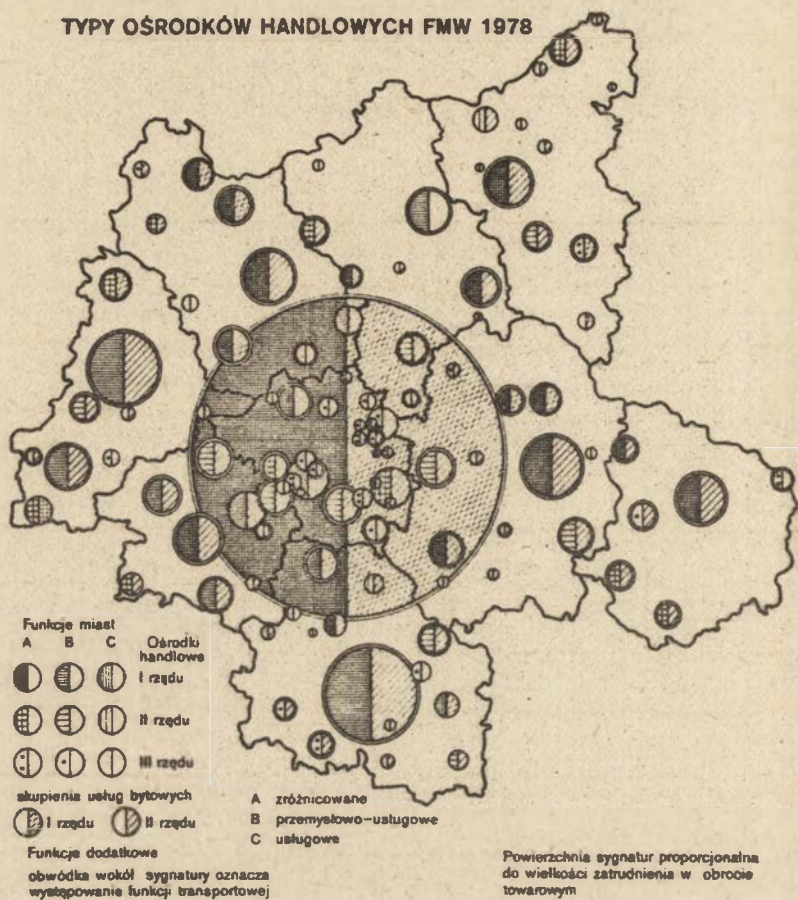 TYPY OŚRODKÓW HANDLOWYCH FMW 1978
Funkcje miast
A B C Ośrodki
handlowe
I rzędu
II rzędu
III rzędu
skupienia usług bytowych
I rzędu II rzędu
Funkcje dodatkowe
obwódka wokół sygnatury oznacza
występowanie funkcji transportowej
A zróżnicowane
B przemysłowo-usługowe
C usługowe
Powierzchnia sygnatur proporcjonalna
do wielkości zatrudnienia w obrocie
towarowym